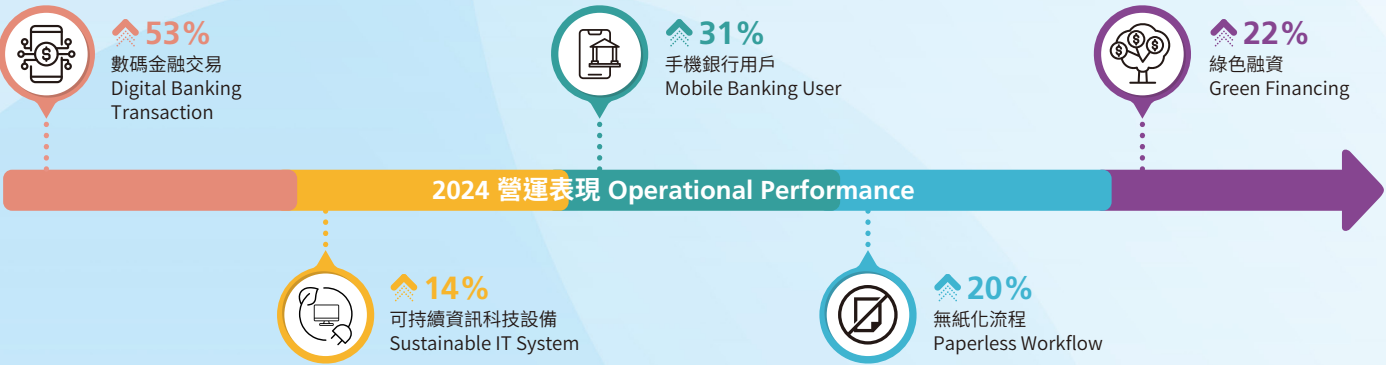 53%
數碼金融交易
Digital Banking
Transaction
31%
手機銀行用戶
Mobile Banking User
22%
綠色融資
Green Financing
2024 營運表現 Operational Performance
14%
可持續資訊科技設備
Sustainable IT System
20%
無紙化流程
Paperless Workflow